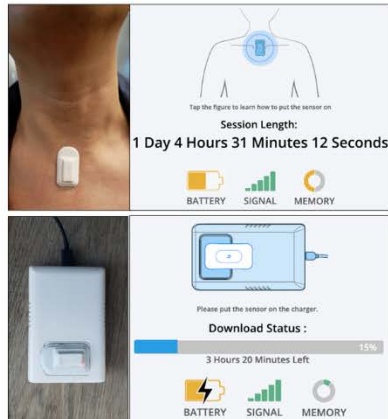 Tap the figure to learn how to put the sensor on
Session Length:
1 Day 4 Hours 31 Minutes 12 Seconds
BATTERY SIGNAL MEMORY
Please put the sensor on the charger.
Download Status :
15%
3 Hours 20 Minutes Left
BATTERY SIGNAL MEMORY